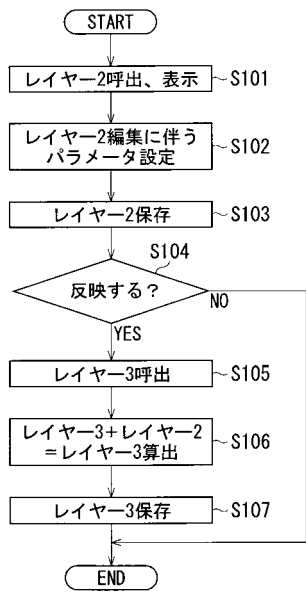 START
レイヤー2呼出、表示
S101
レイヤー2編集に伴う
パラメータ設定
S102
レイヤー2保存
S103
S104
反映する?
NO
YES
レイヤー3呼出
S105
レイヤー3+レイヤー2
=レイヤー3算出
S106
レイヤー3保存
S107
END